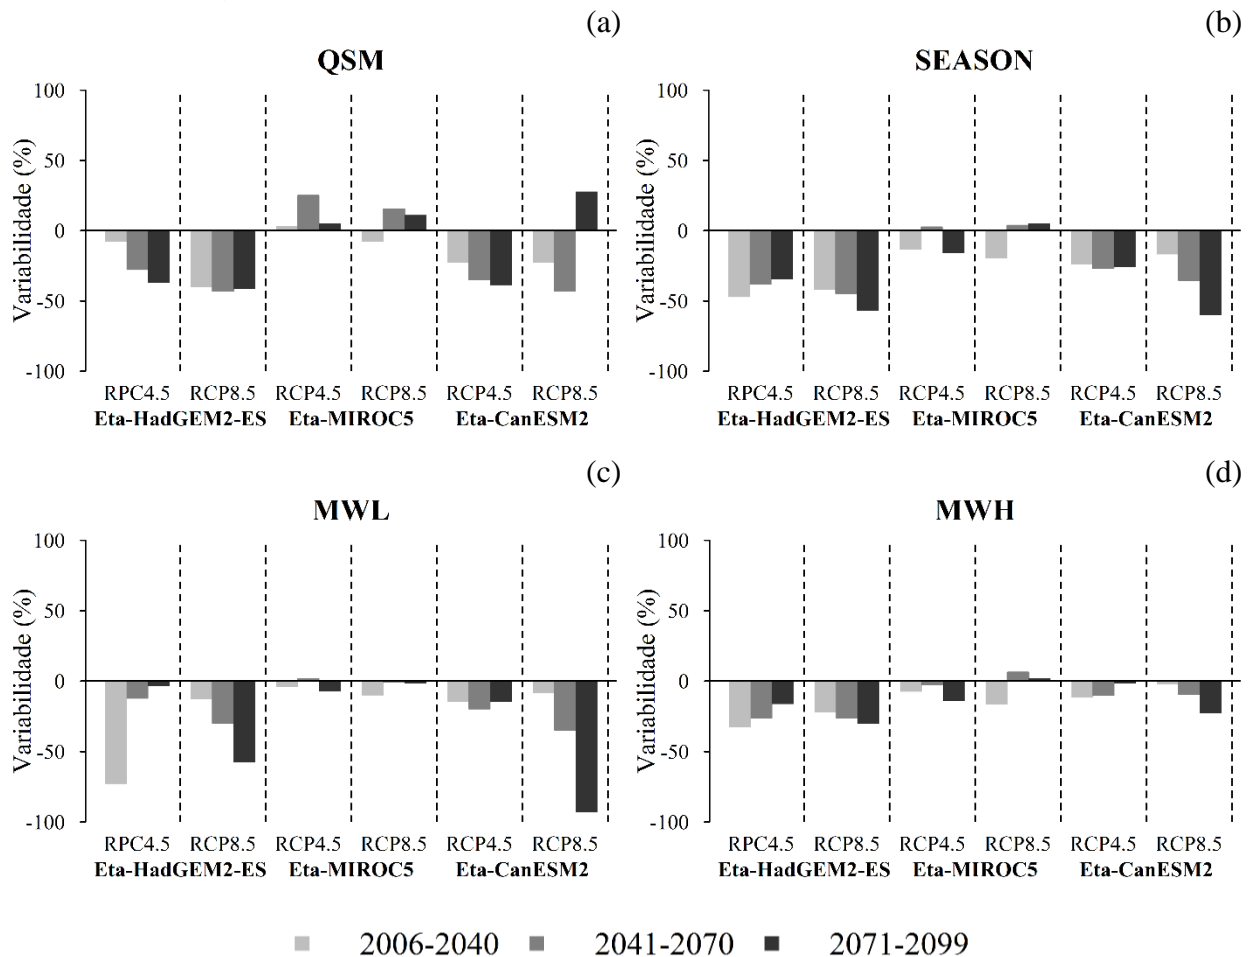 (a)
QSM
100
50
0
-50
-100
Variabilidade (%)
RPC4.5 RCP8.5 RCP4.5 RCP8.5 RCP4.5 RCP8.5
Eta-HadGEM2-ES Eta-MIROC5 Eta-CanESM2
(b)
SEASON
100
50
0
-50
-100
Variabilidade (%)
RPC4.5 RCP8.5 RCP4.5 RCP8.5 RCP4.5 RCP8.5
Eta-HadGEM2-ES Eta-MIROC5 Eta-CanESM2
(c)
MWL
100
50
0
-50
-100
Variabilidade (%)
RPC4.5 RCP8.5 RCP4.5 RCP8.5 RCP4.5 RCP8.5
Eta-HadGEM2-ES Eta-MIROC5 Eta-CanESM2
(d)
MWH
100
50
0
-50
-100
Variabilidade (%)
RPC4.5 RCP8.5 RCP4.5 RCP8.5 RCP4.5 RCP8.5
Eta-HadGEM2-ES Eta-MIROC5 Eta-CanESM2
2006-2040 2041-2070 2071-2099